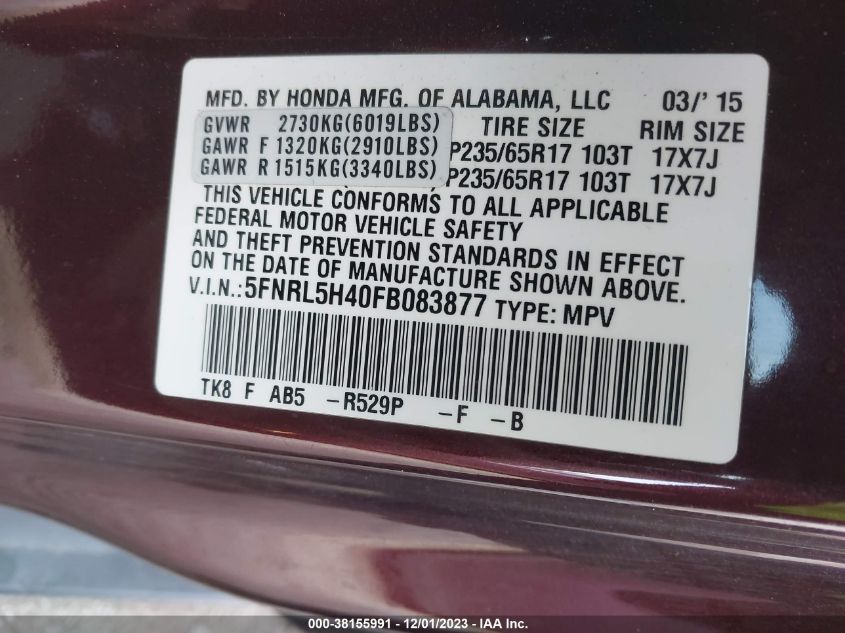 MFD. BY HONDA MFG. OF ALABAMA, LLC 03/' 15
GVWR 2730KG(6019LBS) TIRE SIZE RIM SIZE
GAWR F 1320KG(2910LBS) P235/65R17 103T 17X7J
GAWR R 1515KG(3340LBS) P235/65R17 103T 17X7J
THIS VEHICLE CONFORMS TO ALL APPLICABLE
FEDERAL MOTOR VEHICLE SAFETY
AND THEFT PREVENTION STANDARDS IN EFFECT
ON THE DATE OF MANUFACTURE SHOWN ABOVE.
V.I.N.:5FNRL5H40FB083877 TYPE: MPV
TK8 F AB5 -R529P -F -B
000-38155991 - 12/01/2023 - IAAI.com